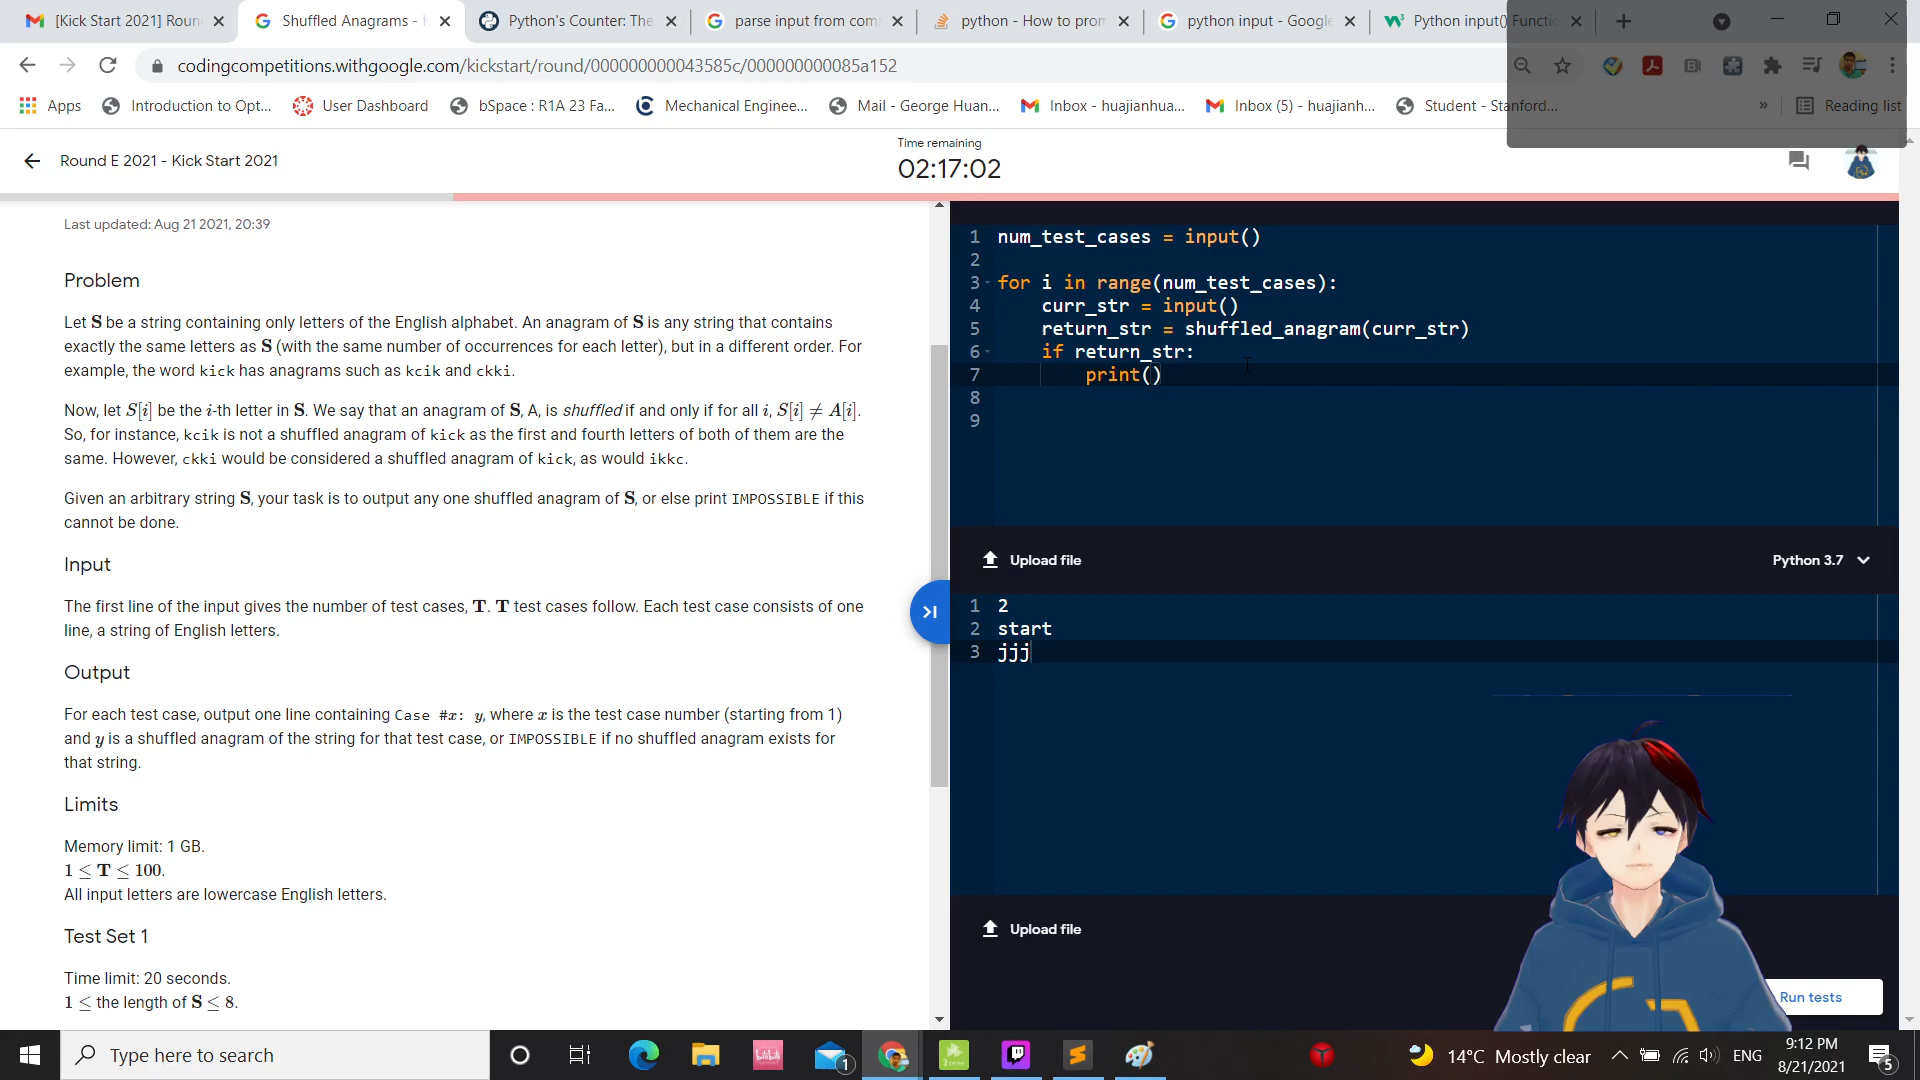 [Kick Start 2021] Roun
Shuffled Anagrams - K
Python's Counter: The
parse input from com
python - How to prom
python input - Google
Python input() Functio
codingcompetitions.withgoogle.com/kickstart/round/000000000043585c/000000000085a152
Apps
Introduction to Opt...
User Dashboard
bSpace : R1A 23 Fa...
Mechanical Enginee...
Mail - George Huan...
Inbox - huajianhua...
Inbox (5) - huajianh...
Student - Stanford...
»
Reading list
Round E 2021 - Kick Start 2021
Time remaining
02:17:02
Last updated: Aug 21 2021, 20:39
Problem
Let S be a string containing only letters of the English alphabet. An anagram of S is any string that contains
exactly the same letters as S (with the same number of occurrences for each letter), but in a different order. For
example, the word kick has anagrams such as kcik and ckki.
Now, let S[i] be the i-th letter in S. We say that an anagram of S, A, is shuffled if and only if for all i, S[i] ≠ A[i].
So, for instance, kcik is not a shuffled anagram of kick as the first and fourth letters of both of them are the
same. However, ckki would be considered a shuffled anagram of kick, as would ikkc.
Given an arbitrary string S, your task is to output any one shuffled anagram of S, or else print IMPOSSIBLE if this
cannot be done.
Input
The first line of the input gives the number of test cases, T. T test cases follow. Each test case consists of one
line, a string of English letters.
Output
For each test case, output one line containing Case #x: y, where x is the test case number (starting from 1)
and y is a shuffled anagram of the string for that test case, or IMPOSSIBLE if no shuffled anagram exists for
that string.
Limits
Memory limit: 1 GB.
1 ≤ T ≤ 100.
All input letters are lowercase English letters.
Test Set 1
Time limit: 20 seconds.
1 ≤ the length of S ≤ 8.
1 num_test_cases = input()
2
3 for i in range(num_test_cases):
4 curr_str = input()
5 return_str = shuffled_anagram(curr_str)
6 if return_str:
7 print()
8
9
Upload file
Python 3.7
1 2
2 start
3 jjj
Upload file
Run tests
Type here to search
1
14°C Mostly clear
ENG
9:12 PM
8/21/2021
5